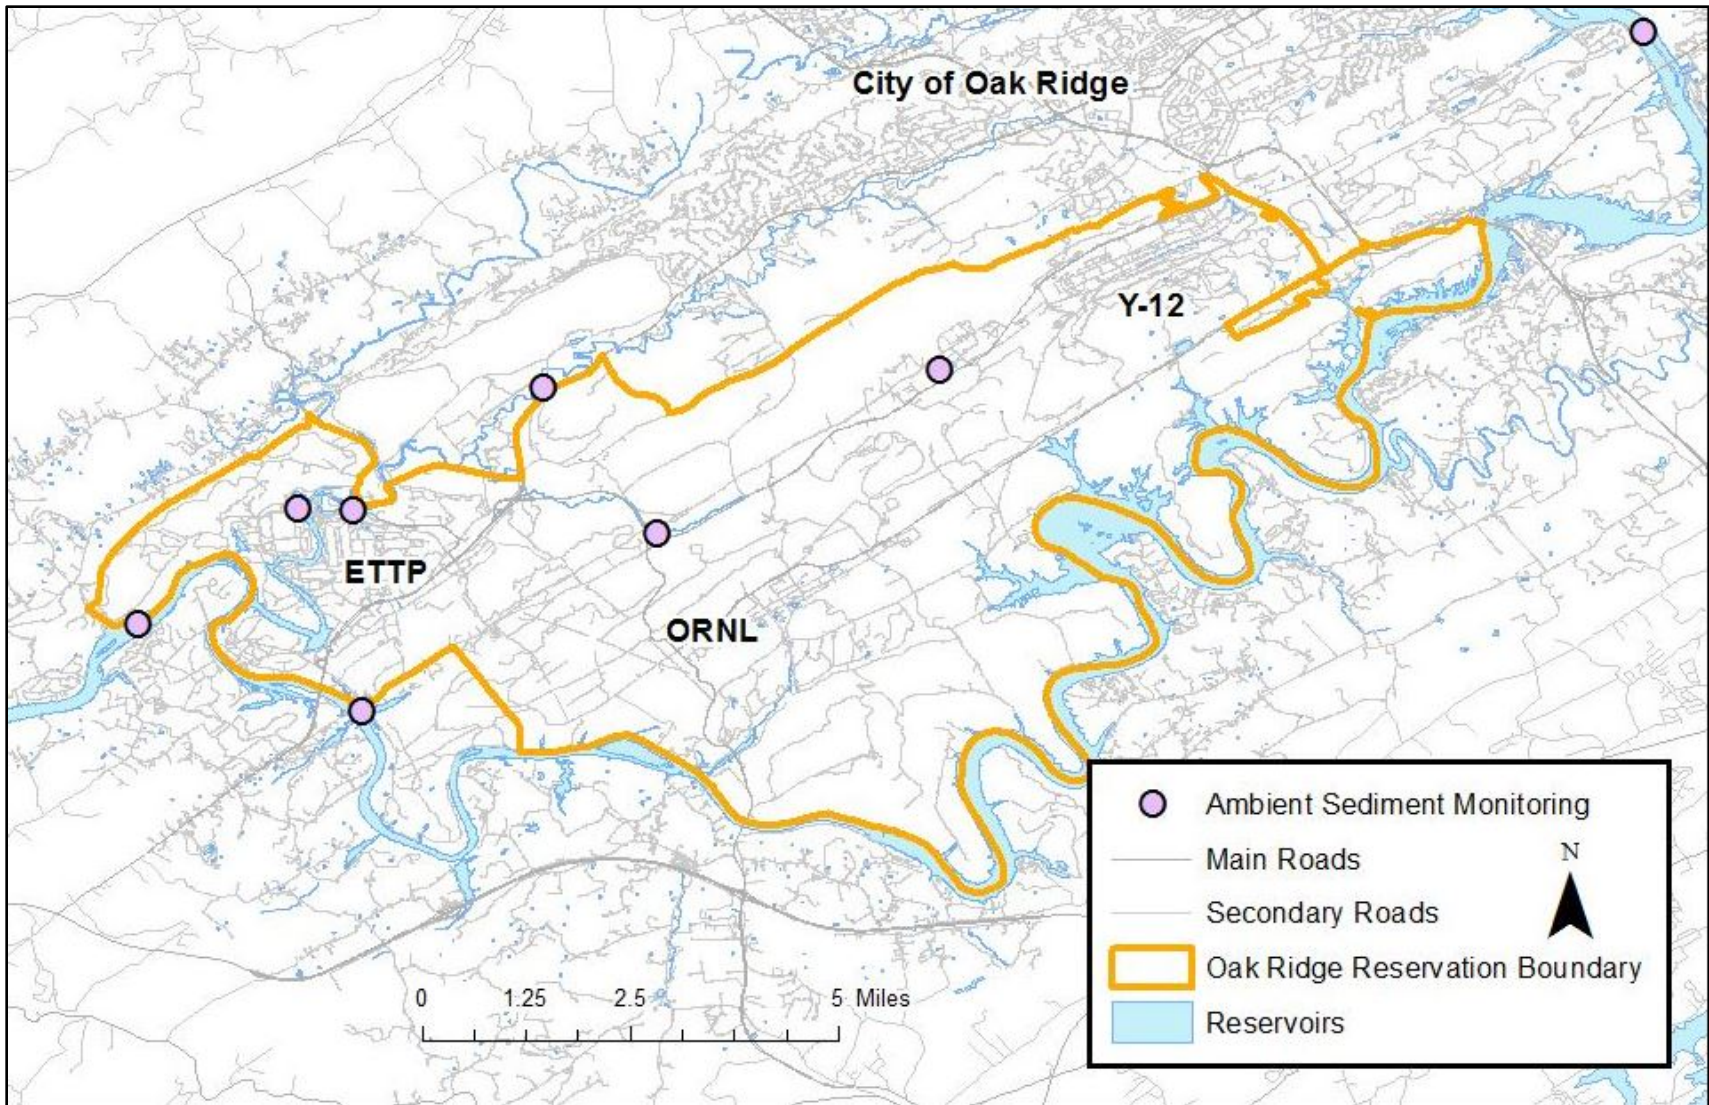 City of Oak Ridge
Y-12
ETTP
ORNL
0 1.25 2.5 5 Miles
Ambient Sediment Monitoring
Main Roads
N
Secondary Roads
Oak Ridge Reservation Boundary
Reservoirs